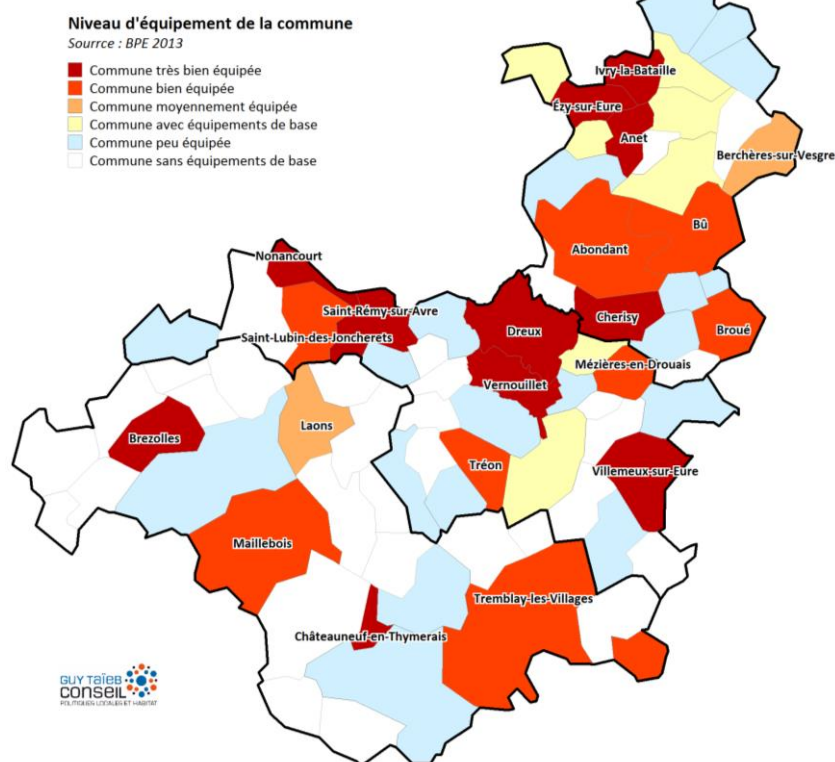 Niveau d'équipement de la commune
Sourrce : BPE 2013
Commune très bien équipée
Commune bien équipée
Commune moyennement équipée
Commune avec équipements de base
Commune peu équipée
Commune sans équipements de base
Ivry-la-Bataille
Ézy-sur-Eure
Anet
Berchères-sur-Vesgre
Bû
Abondant
Nonancourt
Saint-Rémy-sur-Avre
Cherisy
Dreux
Broué
Saint-Lubin-des-Joncherets
Mézières-en-Drouais
Vernouillet
Laons
Brezolles
Tréon
Villemeux-sur-Eure
Maillebois
Tremblay-les-Villages
Châteauneuf-en-Thymerais
GUY TAÏEB
CONSEIL
POLITIQUES LOCALES ET HABITAT